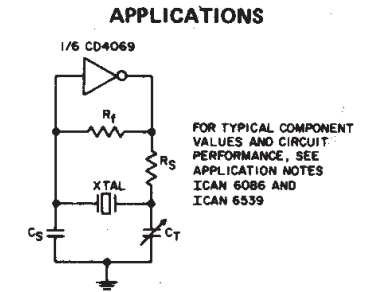 APPLICATIONS
1/6 CD4069
Rf
RS
XTAL
CS
CT
FOR TYPICAL COMPONENT
VALUES AND CIRCUIT
PERFORMANCE, SEE
APPLICATION NOTES
ICAN 6086 AND
ICAN 6539